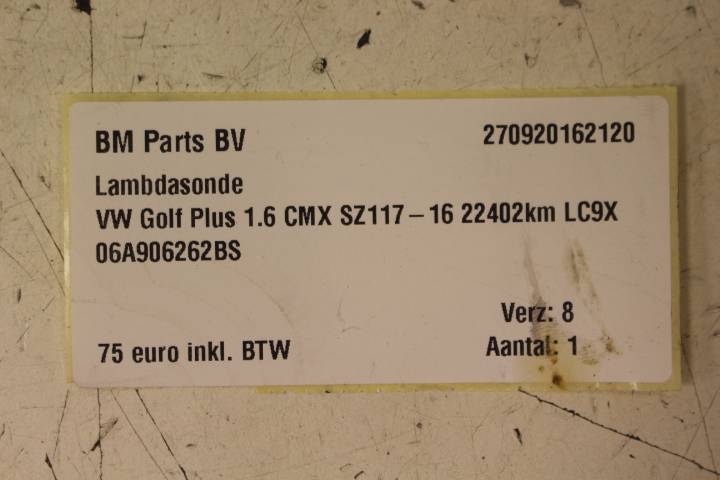 BM Parts BV 270920162120
Lambdasonde
VW Golf Plus 1.6 CMX SZ117-16 22402km LC9X
06A906262BS
Verz: 8
75 euro inkl. BTW Aantal: 1